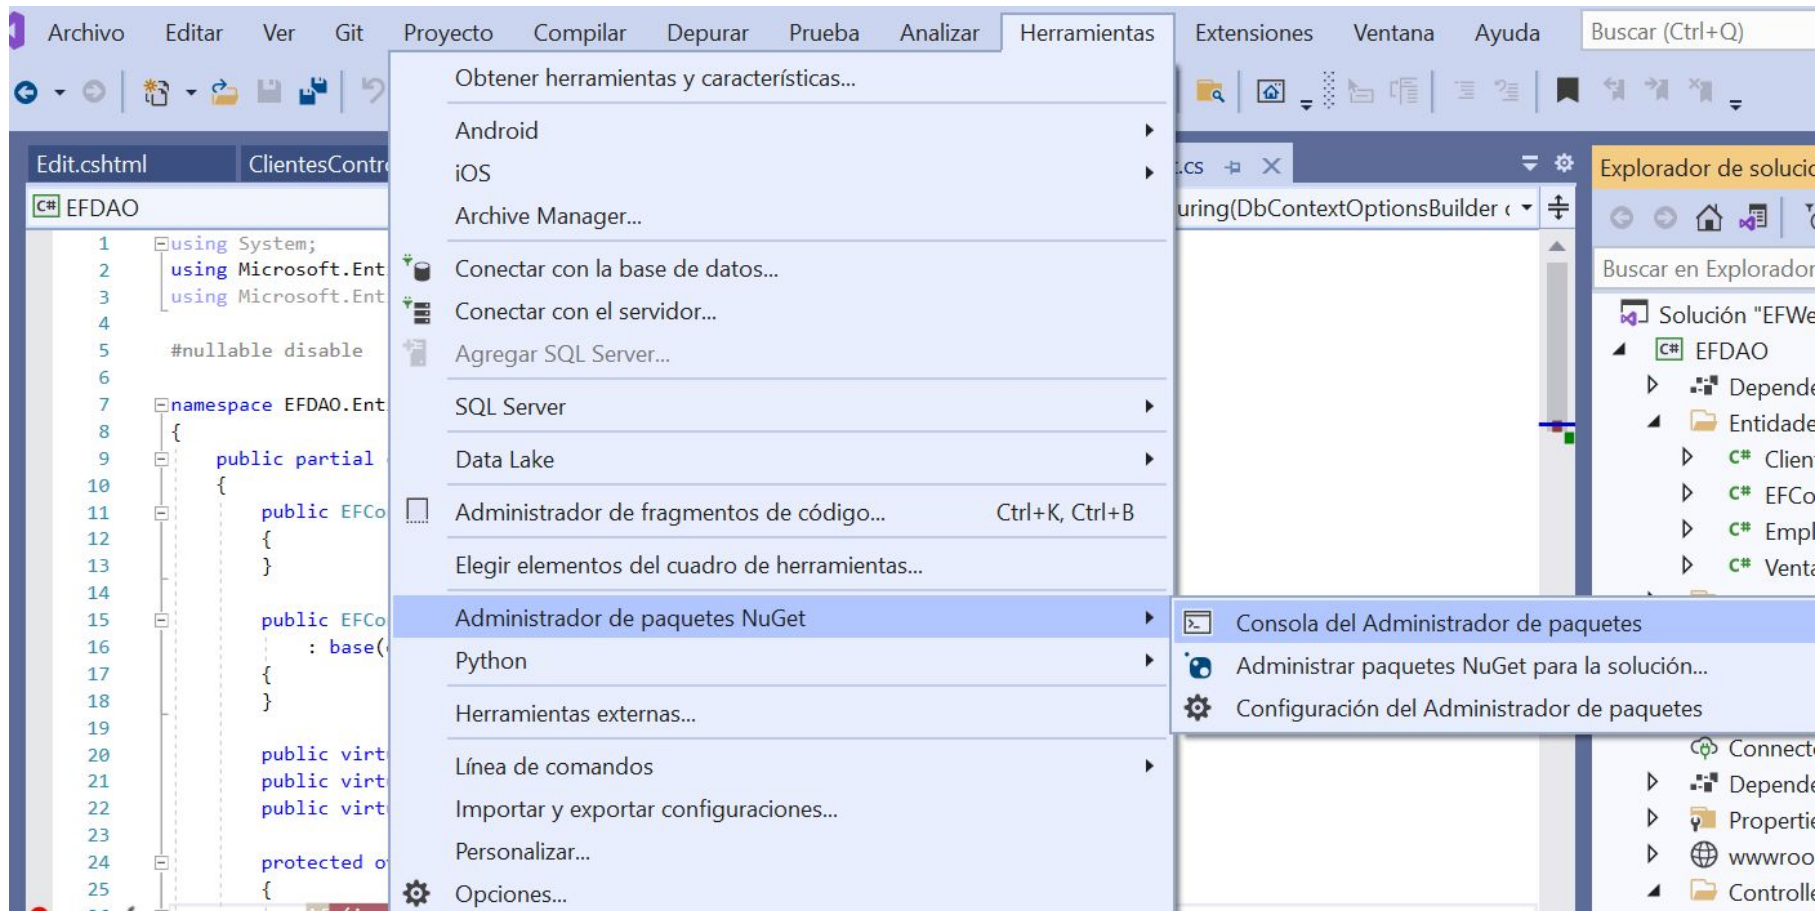 Archivo Editar Ver Git Proyecto Compilar Depurar Prueba Analizar Herramientas Extensiones Ventana Ayuda Buscar (Ctrl+Q)
Edit.cshtml ClientesContr .cs
EFDAO uring(DbContextOptionsBuilder
1 using System;
2 using Microsoft.Ent
3 using Microsoft.Ent
4
5 #nullable disable
6
7 namespace EFDAO.Ent
8 {
9 public partial
10 {
11 public EFCo
12 {
13 }
14
15 public EFCo
16 : base(
17 {
18 }
19
20 public virt
21 public virt
22 public virt
23
24 protected o
25 {
Obtener herramientas y características...
Android
iOS
Archive Manager...
Conectar con la base de datos...
Conectar con el servidor...
Agregar SQL Server...
SQL Server
Data Lake
Administrador de fragmentos de código... Ctrl+K, Ctrl+B
Elegir elementos del cuadro de herramientas...
Administrador de paquetes NuGet
Python
Herramientas externas...
Línea de comandos
Importar y exportar configuraciones...
Personalizar...
Opciones...
Consola del Administrador de paquetes
Administrar paquetes NuGet para la solución...
Configuración del Administrador de paquetes
Explorador de soluci
Buscar en Explorador
Solución "EFWe
C# EFDAO
Depende
Entidade
C# Clien
C# EFCo
C# Empl
C# Venta
Connect
Depende
Propertie
wwwroo
Controlle